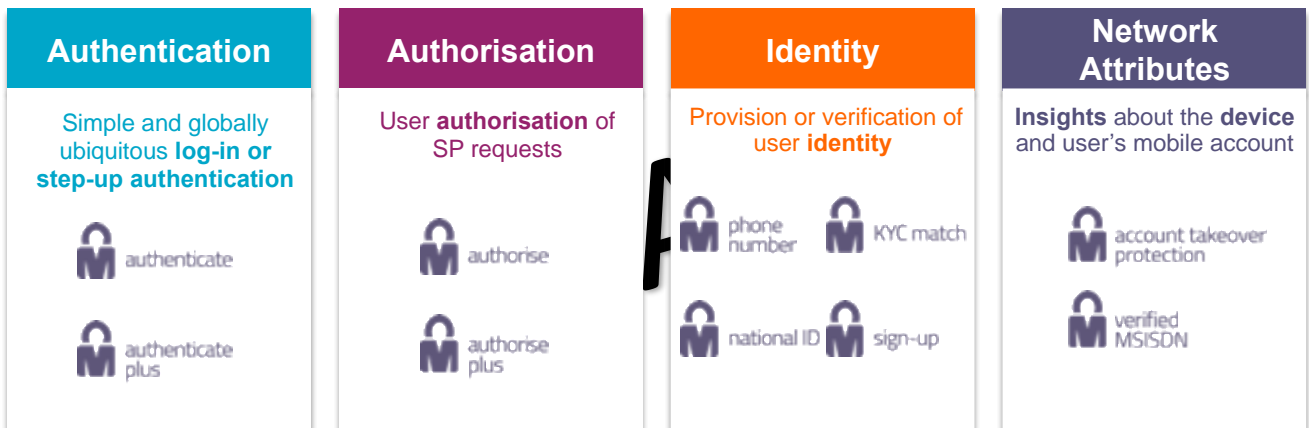 Authentication
Simple and globally
ubiquitous log-in or
step-up authentication
authenticate
authenticate
plus
Authorisation
User authorisation of
SP requests
authorise
authorise
plus
Identity
Provision or verification of
user identity
phone
number
KYC match
national ID
sign-up
Network
Attributes
Insights about the device
and user's mobile account
account takeover
protection
verified
MSISDN